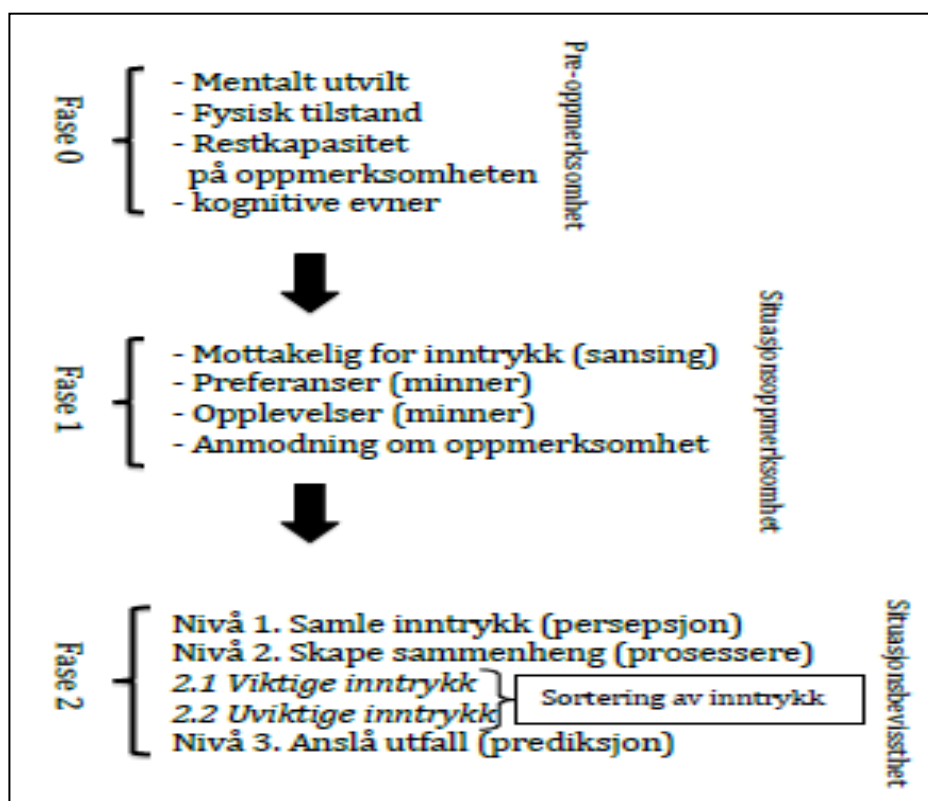 Fase 0
- Mentalt utvilt
- Fysisk tilstand
- Restkapasitet
på oppmerksomheten
- kognitive evner
Pre-oppmerksomhet
Fase 1
- Mottakelig for inntrykk (sansing)
- Preferanser (minner)
- Opplevelser (minner)
- Anmodning om oppmerksomhet
Situasjonsoppmerksomhet
Fase 2
Nivå 1. Samle inntrykk (persepsjon)
Nivå 2. Skape sammenheng (prosessere)
2.1 Viktige inntrykk
2.2 Uviktige inntrykk
Sortering av inntrykk
Nivå 3. Anslå utfall (prediksjon)
Situasjonsbevissthet